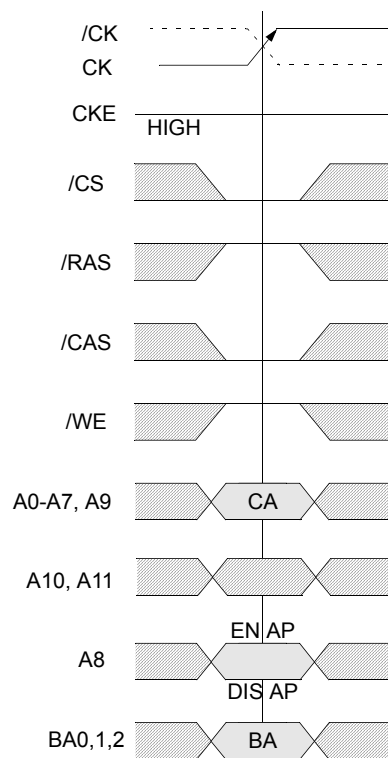 /CK
CK
CKE
HIGH
/CS
/RAS
/CAS
/WE
A0-A7, A9
CA
A10, A11
EN AP
A8
DIS AP
BA0,1,2
BA